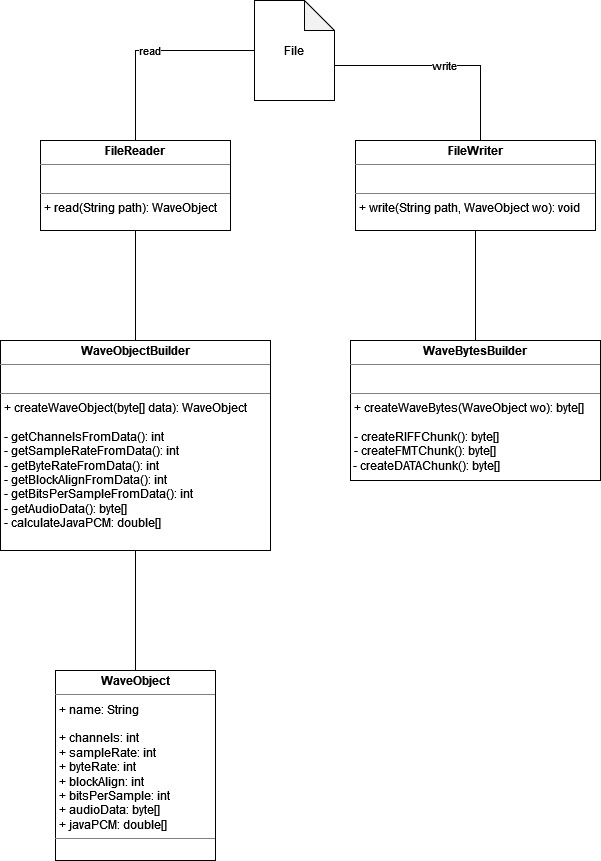 File
read
write
FileReader
+ read(String path): WaveObject
FileWriter
+ write(String path, WaveObject wo): void
WaveObjectBuilder
+ createWaveObject(byte[] data): WaveObject
- getChannelsFromData(): int
- getSampleRateFromData(): int
- getByteRateFromData(): int
- getBlockAlignFromData(): int
- getBitsPerSampleFromData(): int
- getAudioData(): byte[]
- calculateJavaPCM: double[]
WaveBytesBuilder
+ createWaveBytes(WaveObject wo): byte[]
- createRIFFChunk(): byte[]
- createFMTChunk(): byte[]
- createDATAChunk(): byte[]
WaveObject
+ name: String
+ channels: int
+ sampleRate: int
+ byteRate: int
+ blockAlign: int
+ bitsPerSample: int
+ audioData: byte[]
+ javaPCM: double[]